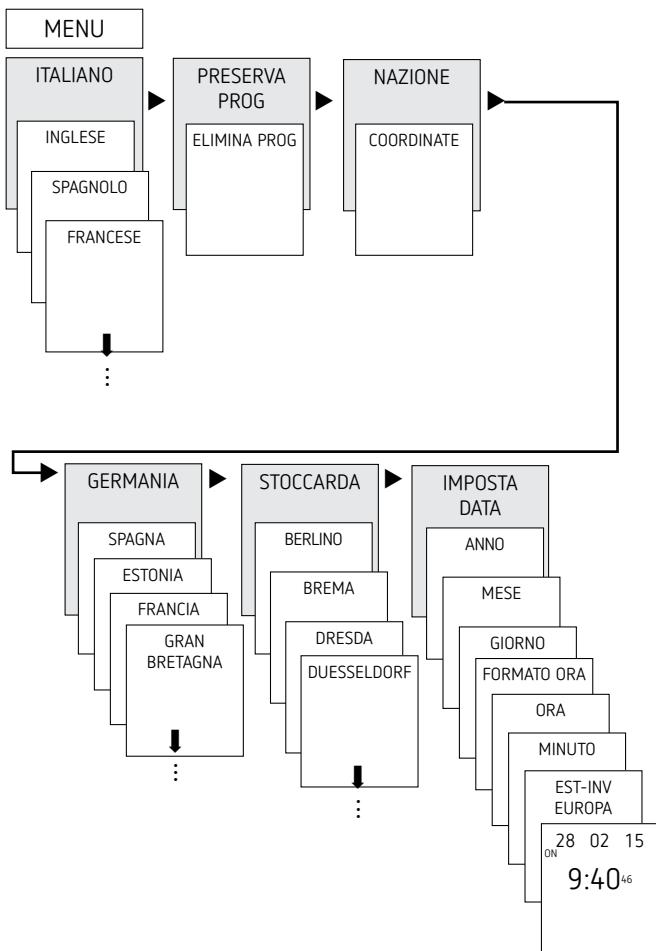 MENU
ITALIANO
INGLESE
SPAGNOLO
FRANCESE
PRESERVA
PROG
ELIMINA PROG
NAZIONE
COORDINATE
GERMANIA
SPAGNA
ESTONIA
FRANCIA
GRAN
BRETAGNA
STOCCARDA
BERLINO
BREMA
DRESDA
DUESSELDORF
IMPOSTA
DATA
ANNO
MESE
GIORNO
FORMATO ORA
ORA
MINUTO
EST-INV
EUROPA
28 02 15
ON
9:40 46